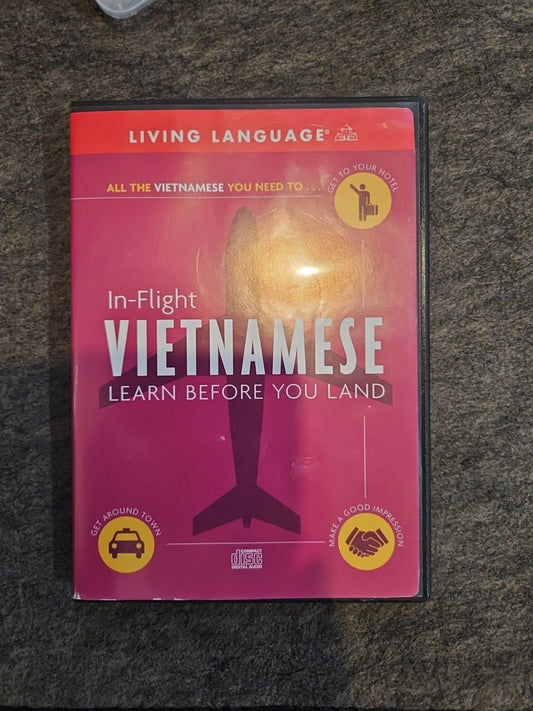 LIVING LANGUAGE®
ALL THE VIETNAMESE YOU NEED TO . . .
GET TO YOUR HOTEL
In-Flight
VIETNAMESE
LEARN BEFORE YOU LAND
GET AROUND TOWN
MAKE A GOOD IMPRESSION
COMPACT
disc
DIGITAL AUDIO